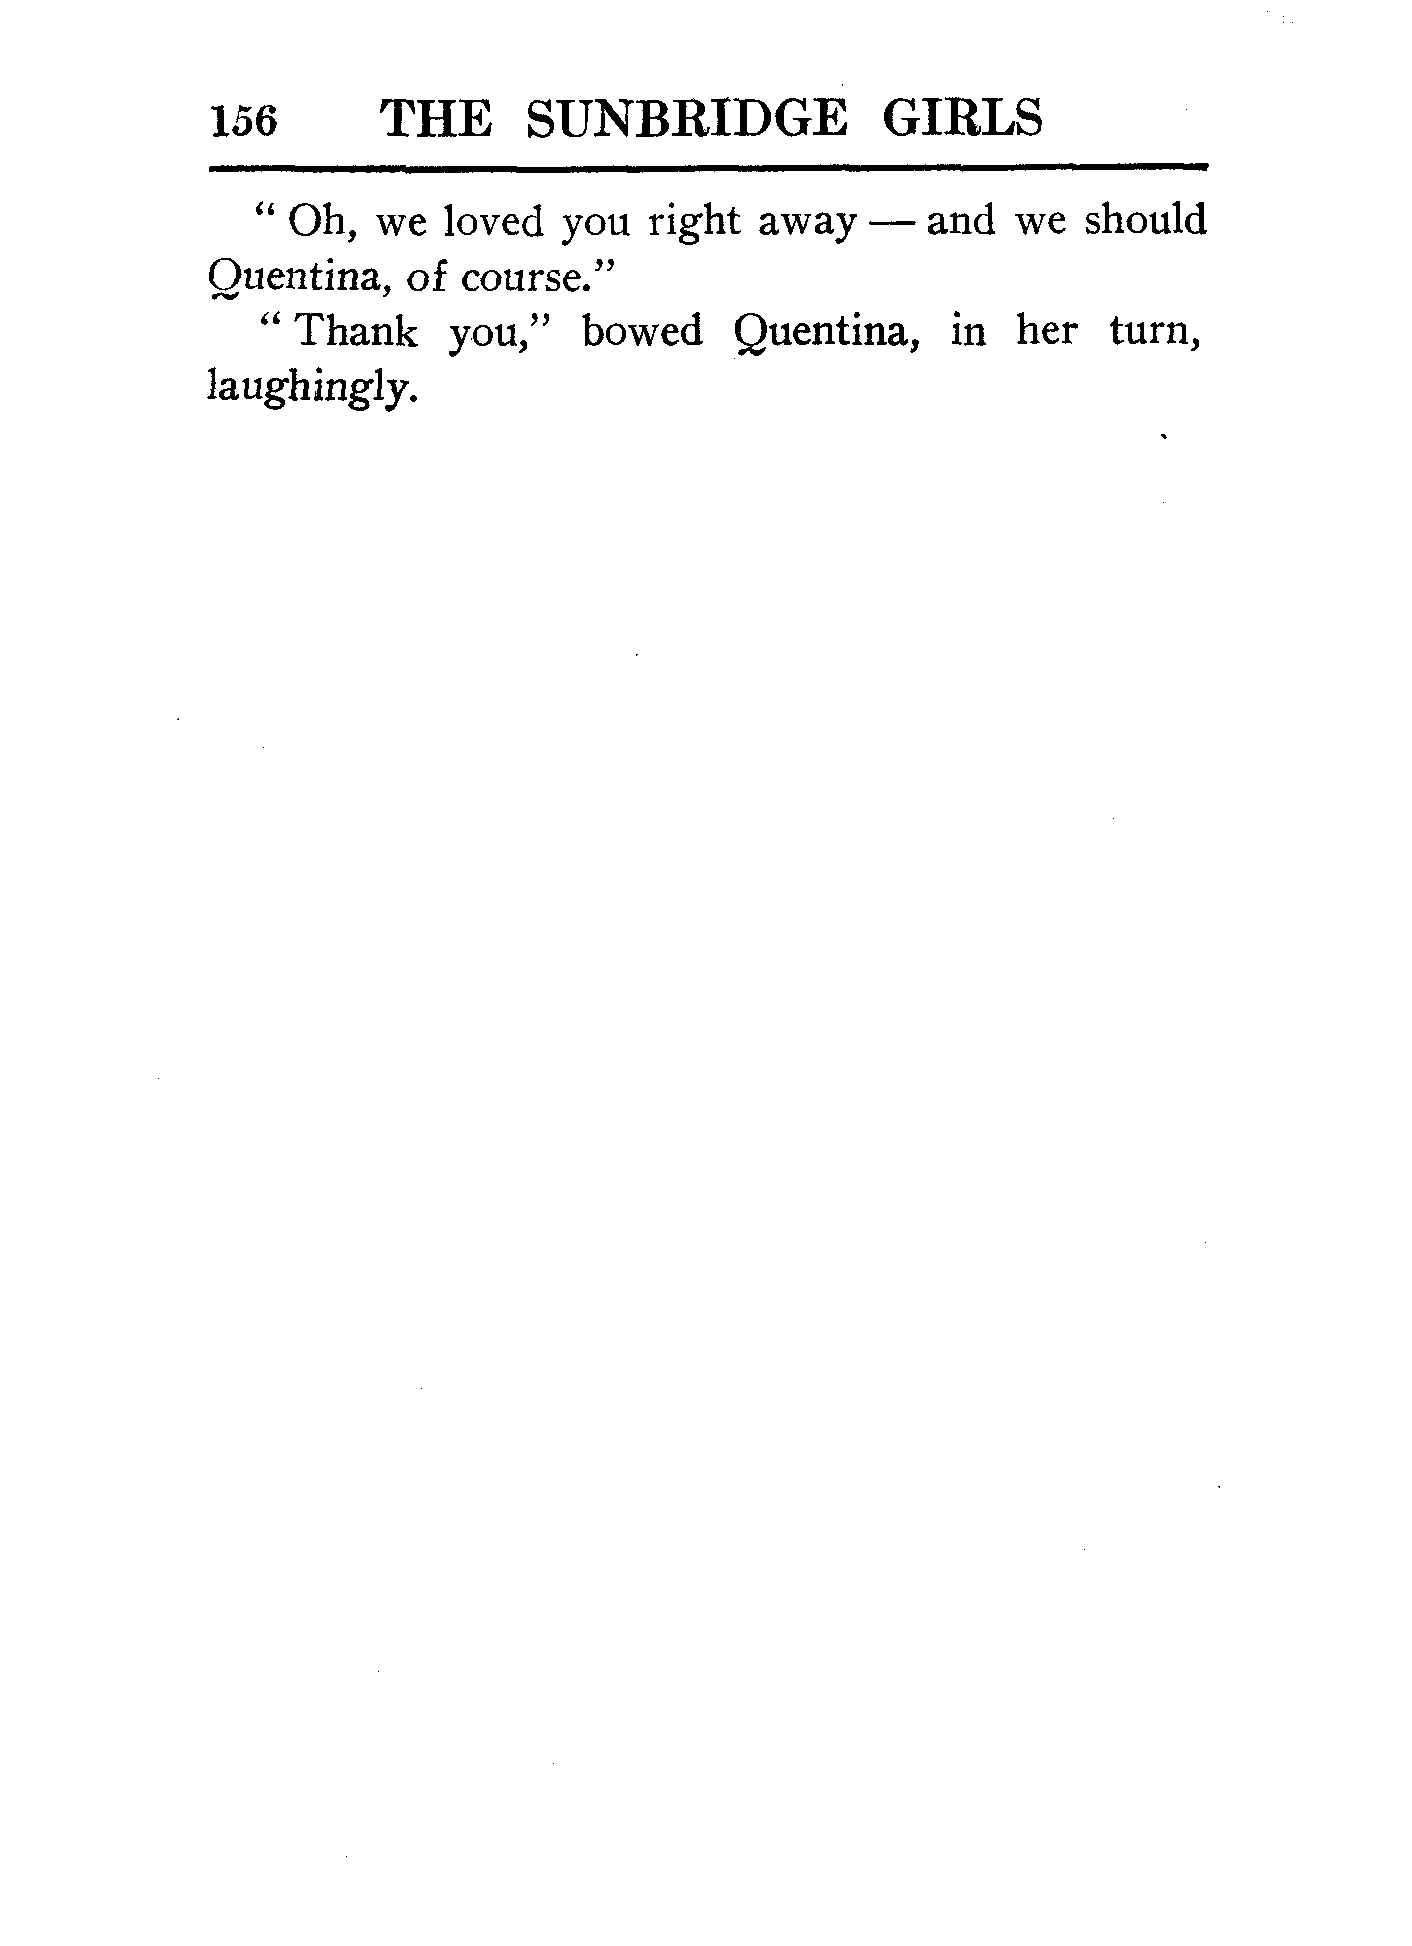 156 THE SUNBRIDGE GIRLS
“ Oh, we loved you right away — and we should
Quentina, of course.”
“ Thank you,” bowed Quentina, in her turn,
laughingly.